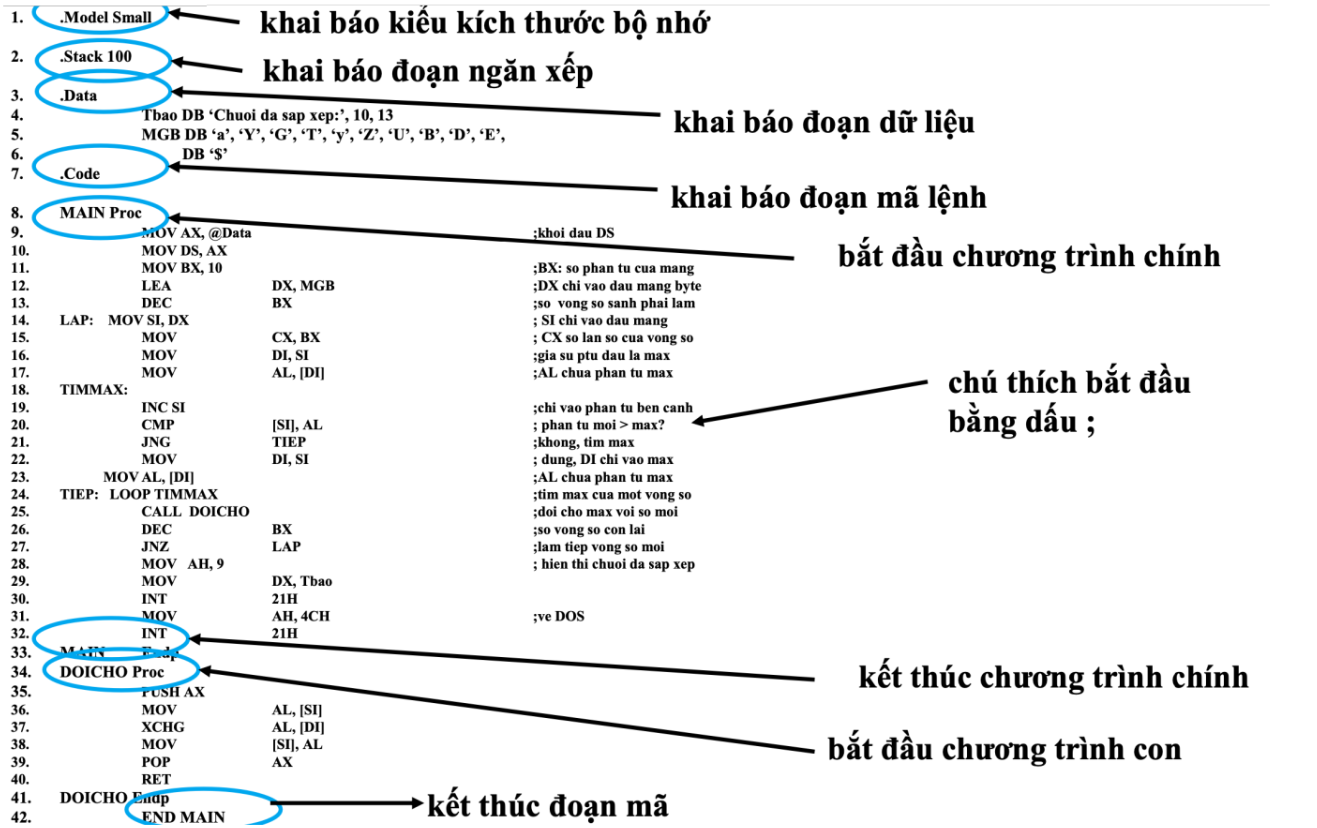 1. .Model Small
khai báo kiểu kích thước bộ nhớ
2. .Stack 100
khai báo đoạn ngăn xếp
3. .Data
4. Tbao DB ‘Chuoi da sap xep:’, 10, 13
khai báo đoạn dữ liệu
5. MGB DB ‘a’, ‘Y’, ‘G’, ‘T’, ‘y’, ‘Z’, ‘U’, ‘B’, ‘D’, ‘E’,
6. DB ‘$’
7. .Code
khai báo đoạn mã lệnh
8. MAIN Proc
9. MOV AX, @Data ;khoi dau DS
10. MOV DS, AX
bắt đầu chương trình chính
11. MOV BX, 10 ;BX: so phan tu cua mang
12. LEA DX, MGB ;DX chi vao dau mang byte
13. DEC BX ;so vong so sanh phai lam
14. LAP: MOV SI, DX ; SI chi vao dau mang
15. MOV CX, BX ; CX so lan so cua vong so
16. MOV DI, SI ;gia su ptu dau la max
17. MOV AL, [DI] ;AL chua phan tu max
18. TIMMAX:
chú thích bắt đầu
bằng dấu ;
19. INC SI ;chi vao phan tu ben canh
20. CMP [SI], AL ; phan tu moi > max?
21. JNG TIEP ;khong, tim max
22. MOV DI, SI ; dung, DI chi vao max
23. MOV AL, [DI] ;AL chua phan tu max
24. TIEP: LOOP TIMMAX ;tim max cua mot vong so
25. CALL DOICHO ;doi cho max voi so moi
26. DEC BX ;so vong so con lai
27. JNZ LAP ;lam tiep vong so moi
28. MOV AH, 9 ; hien thi chuoi da sap xep
29. MOV DX, Tbao
30. INT 21H
31. MOV AH, 4CH ;ve DOS
32. INT 21H
33. MAIN Endp
kết thúc chương trình chính
34. DOICHO Proc
35. PUSH AX
36. MOV AL, [SI]
37. XCHG AL, [DI]
38. MOV [SI], AL
bắt đầu chương trình con
39. POP AX
40. RET
41. DOICHO Endp
kết thúc đoạn mã
42. END MAIN